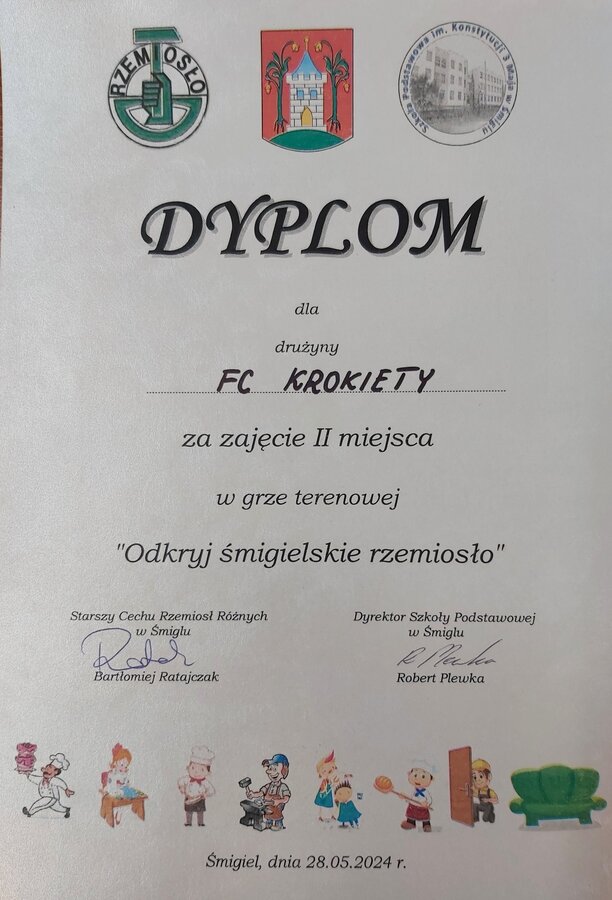 RZEMIOSŁO
Szkoła Podstawowa im. Konstytucji 3 Maja w Śmiglu
DYPLOM
dla
drużyny
FC KROKIETY
za zajęcie II miejsca
w grze terenowej
"Odkryj śmigielskie rzemiosło"
Starszy Cechu Rzemiosł Różnych
w Śmiglu
Bartłomiej Ratajczak
Dyrektor Szkoły Podstawowej
w Śmiglu
R Plewka
Robert Plewka
Śmigiel, dnia 28.05.2024 r.